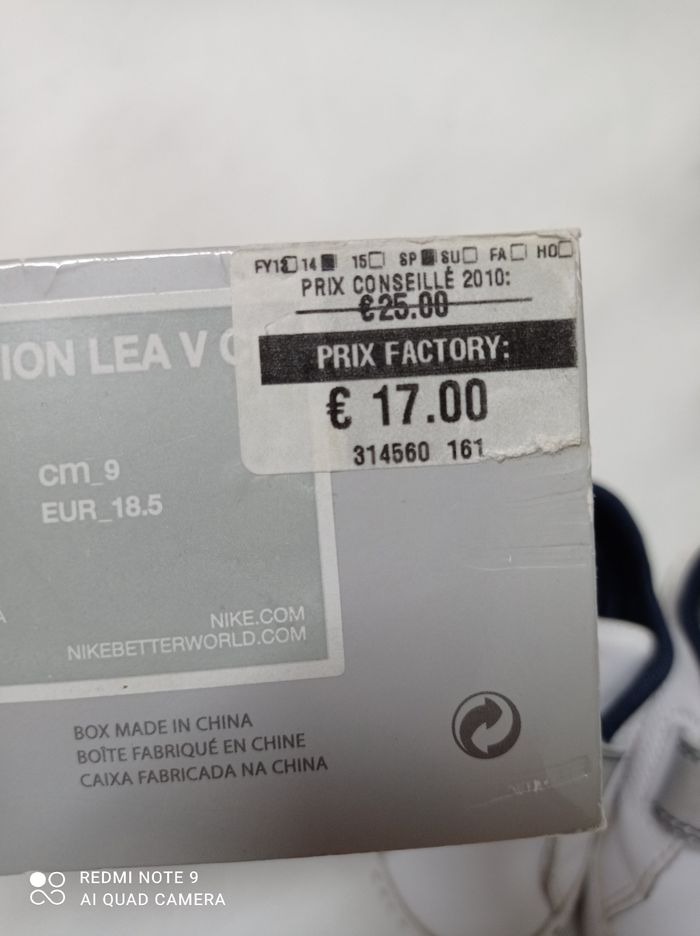 FY13 14 15 SP SU FA HO
PRIX CONSEILLÉ 2010:
€25.00
PRIX FACTORY:
€ 17.00
314560 161
LEA V
cm_9
EUR_18.5
NIKE.COM
NIKEBETTERWORLD.COM
BOX MADE IN CHINA
BOÎTE FABRIQUÉ EN CHINE
CAIXA FABRICADA NA CHINA
REDMI NOTE 9
AI QUAD CAMERA